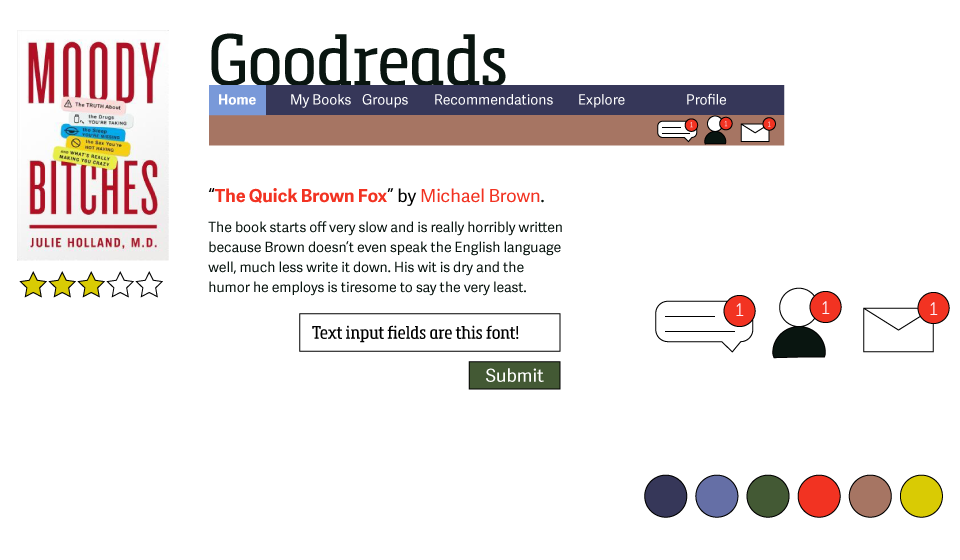 MOODY
The TRUTH About
the Drugs
YOU'RE TAKING
the Sleep
YOU'RE MISSING
the Sex You're
NOT HAVING
and WHAT'S REALLY
MAKING YOU CRAZY
BITCHES
JULIE HOLLAND, M.D.
Goodreads
Home My Books Groups Recommendations Explore Profile
1 1 1
“The Quick Brown Fox” by Michael Brown.
The book starts off very slow and is really horribly written
because Brown doesn’t even speak the English language
well, much less write it down. His wit is dry and the
humor he employs is tiresome to say the very least.
Text input fields are this font!
Submit
1 1 1